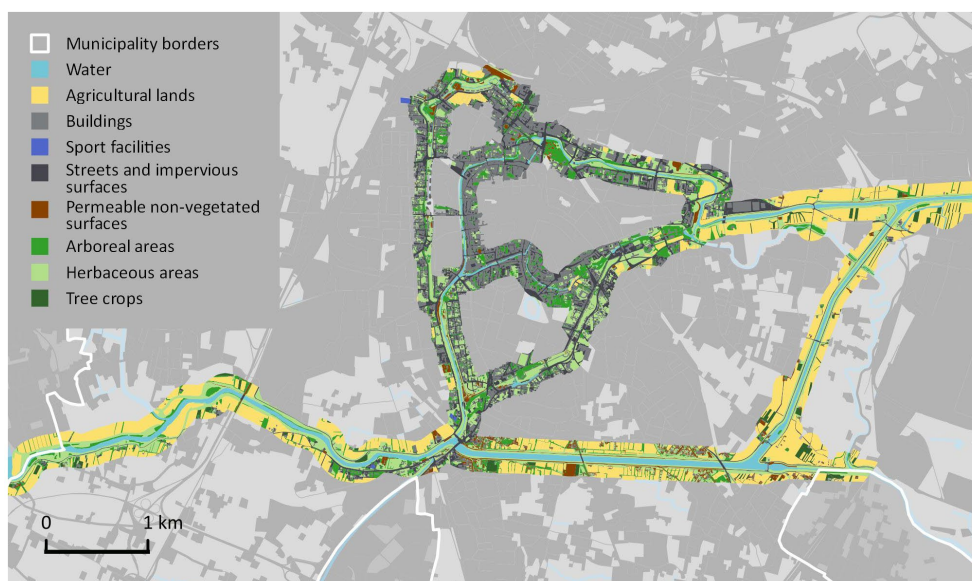 Municipality borders
Water
Agricultural lands
Buildings
Sport facilities
Streets and impervious
surfaces
Permeable non-vegetated
surfaces
Arboreal areas
Herbaceous areas
Tree crops
0 1 km